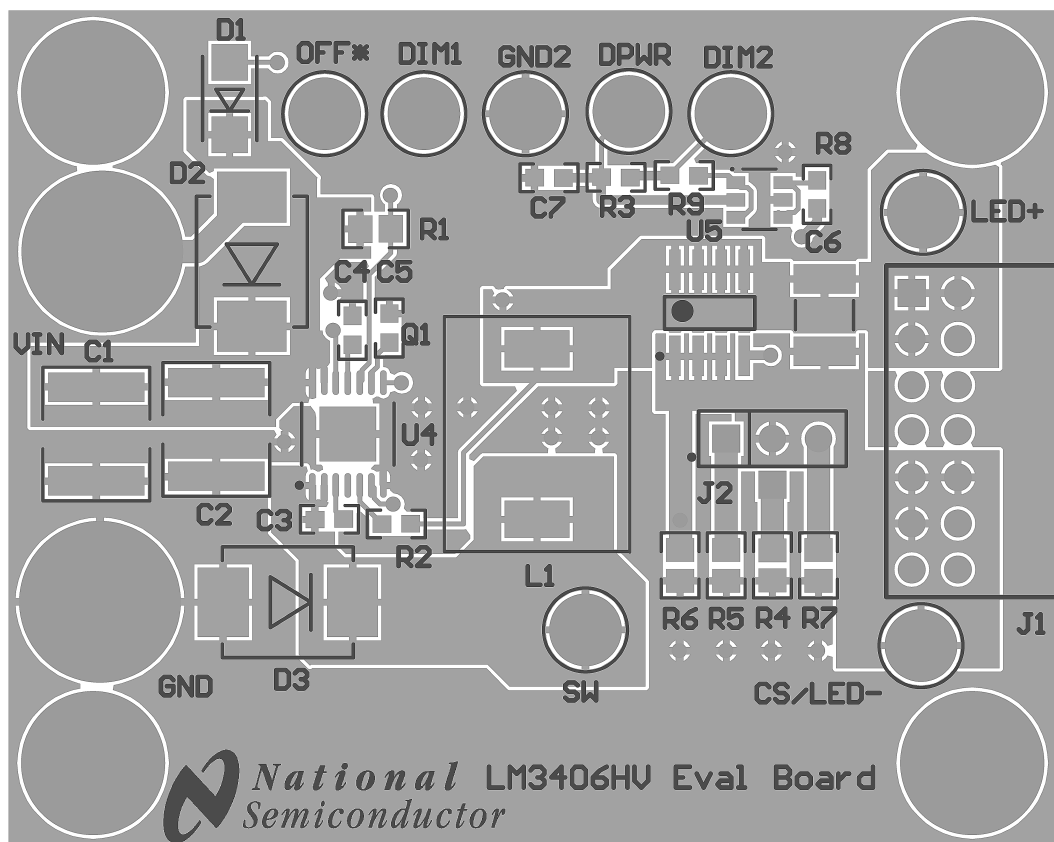 D1
OFF* DIM1 GND2 DPWR DIM2
R8
D2
C7 R3 R9
LED+
R1
U5
C6
C4 C5
VIN
C1
Q1
U4
J2
C2
C3
R2
L1
R6 R5 R4 R7
J1
GND
D3
SW
CS/LED-
National LM3406HV Eval Board
Semiconductor